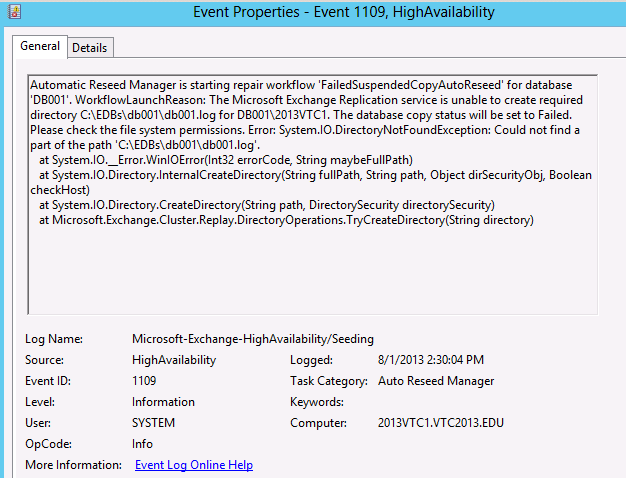 Event Properties - Event 1109, HighAvailability
General Details
Automatic Reseed Manager is starting repair workflow 'FailedSuspendedCopyAutoReseed' for database
'DB001'. WorkflowLaunchReason: The Microsoft Exchange Replication service is unable to create required
directory C:\EDBs\db001\db001.log for DB001\2013VTC1. The database copy status will be set to Failed.
Please check the file system permissions. Error: System.IO.DirectoryNotFoundException: Could not find a
part of the path 'C:\EDBs\db001\db001.log'.
at System.IO.__Error.WinIOError(Int32 errorCode, String maybeFullPath)
at System.IO.Directory.InternalCreateDirectory(String fullPath, String path, Object dirSecurityObj, Boolean
checkHost)
at System.IO.Directory.CreateDirectory(String path, DirectorySecurity directorySecurity)
at Microsoft.Exchange.Cluster.Replay.DirectoryOperations.TryCreateDirectory(String directory)
Log Name: Microsoft-Exchange-HighAvailability/Seeding
Source: HighAvailability Logged: 8/1/2013 2:30:04 PM
Event ID: 1109 Task Category: Auto Reseed Manager
Level: Information Keywords:
User: SYSTEM Computer: 2013VTC1.VTC2013.EDU
OpCode: Info
More Information: Event Log Online Help